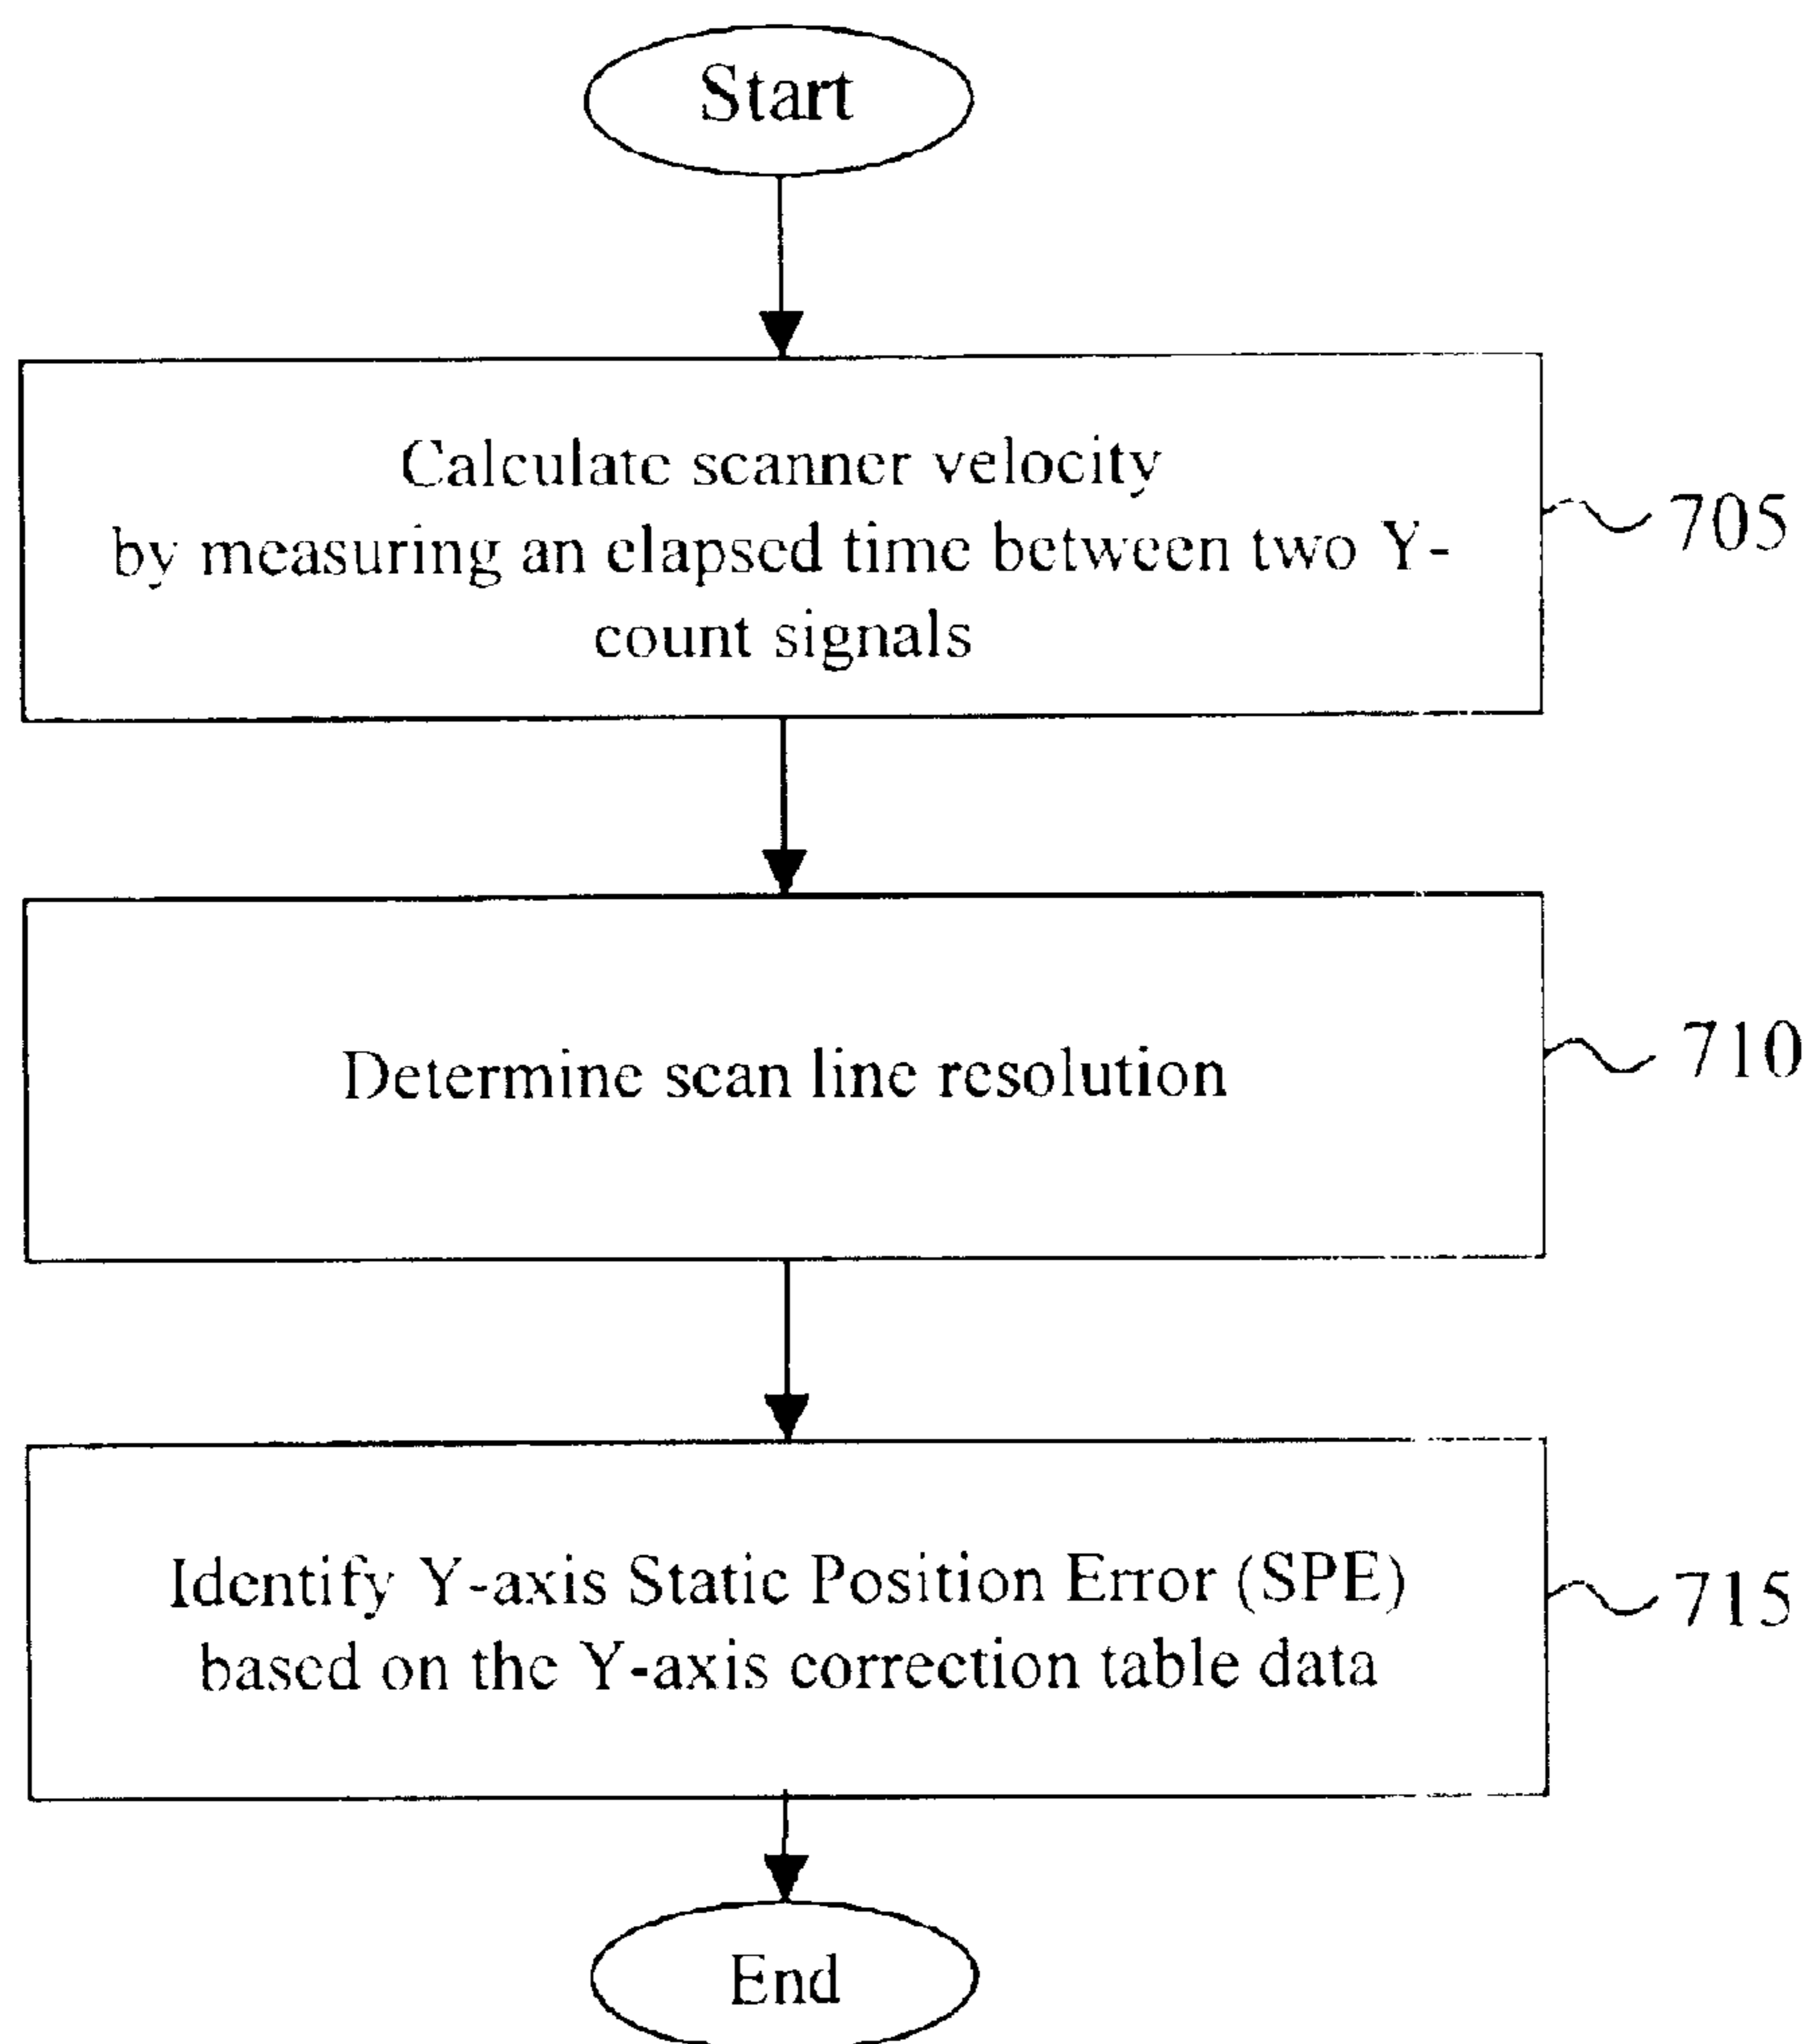 Start
Calculate scanner velocity
by measuring an elapsed time between two Y-
count signals
705
Determine scan line resolution
710
Identify Y-axis Static Position Error (SPE)
based on the Y-axis correction table data
715
End